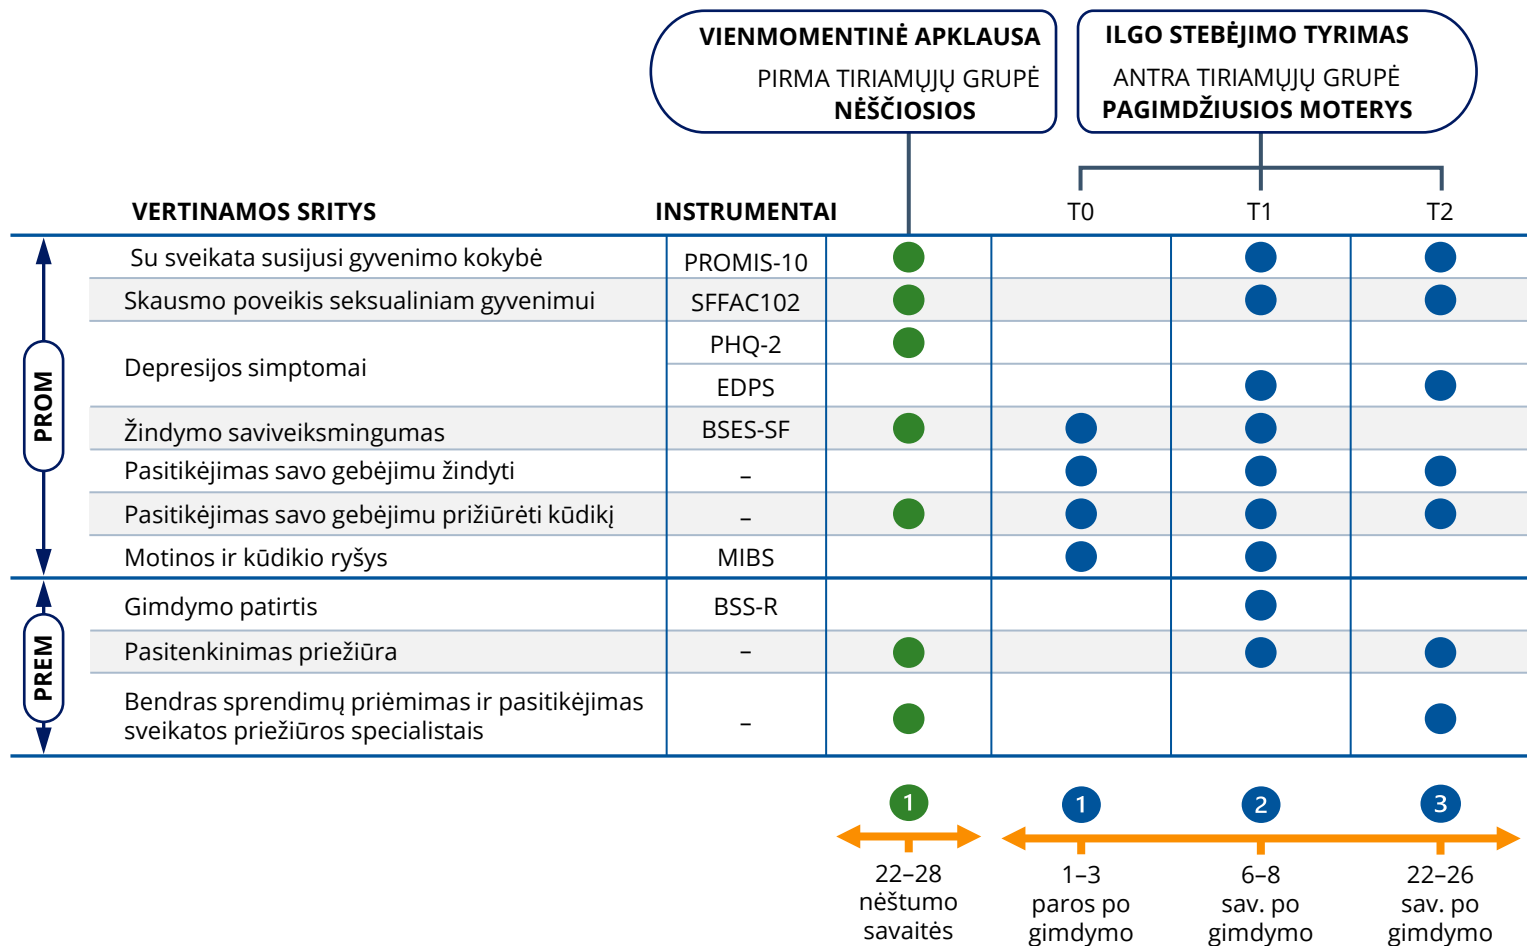 VIENMOMENTINĖ APKLAUSA
PIRMA TIRIAMŲJŲ GRUPĖ
NĖŠČIOSIOS
ILGO STEBĖJIMO TYRIMAS
ANTRA TIRIAMŲJŲ GRUPĖ
PAGIMDŽIUSIOS MOTERYS
VERTINAMOS SRITYS INSTRUMENTAI T0 T1 T2
PROM
Su sveikata susijusi gyvenimo kokybė PROMIS-10
Skausmo poveikis seksualiniam gyvenimui SFFAC102
Depresijos simptomai
PHQ-2
EDPS
Žindymo saviveiksmingumas BSES-SF
Pasitikėjimas savo gebėjimu žindyti –
Pasitikėjimas savo gebėjimu prižiūrėti kūdikį –
Motinos ir kūdikio ryšys MIBS
PREM
Gimdymo patirtis BSS-R
Pasitenkinimas priežiūra –
Bendras sprendimų priėmimas ir pasitikėjimas
sveikatos priežiūros specialistais –
1 1 2 3
22–28
nėštumo
savaitės
1–3
paros po
gimdymo
6–8
sav. po
gimdymo
22–26
sav. po
gimdymo